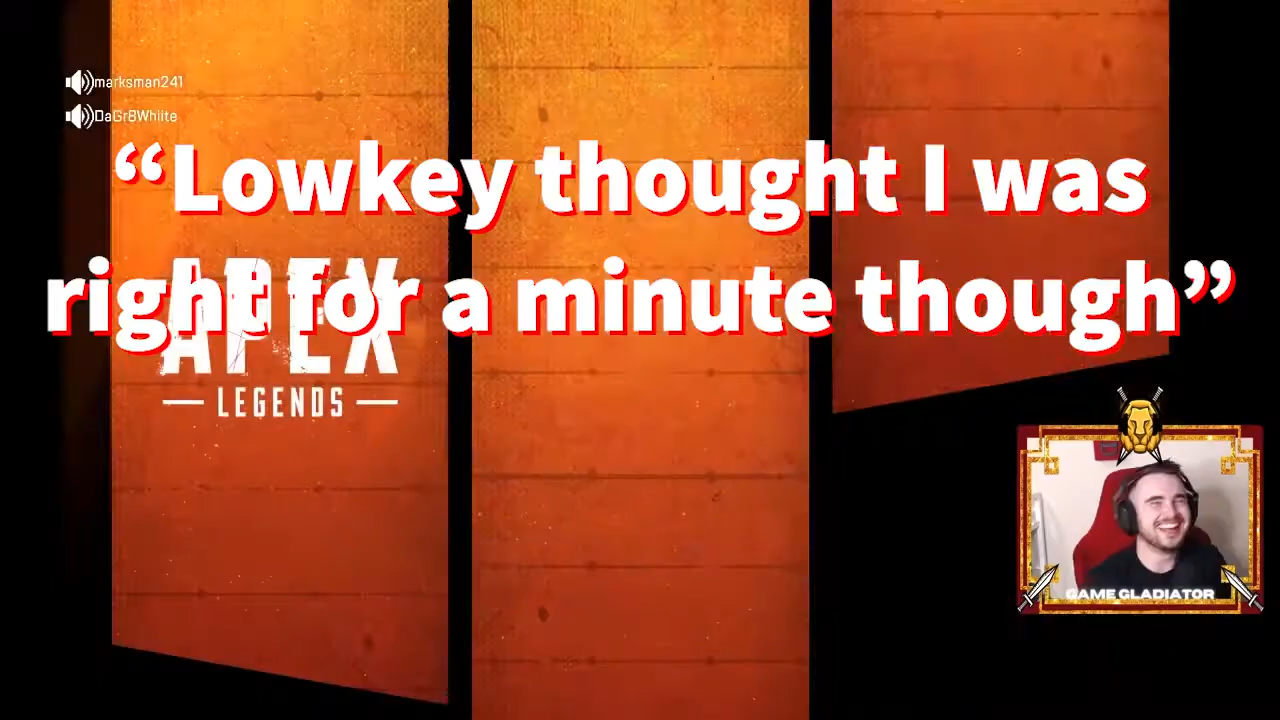 marksman241
DaGr8Whiite
“Lowkey thought I was
right for a minute though”
APEX
LEGENDS
GAME GLADIATOR